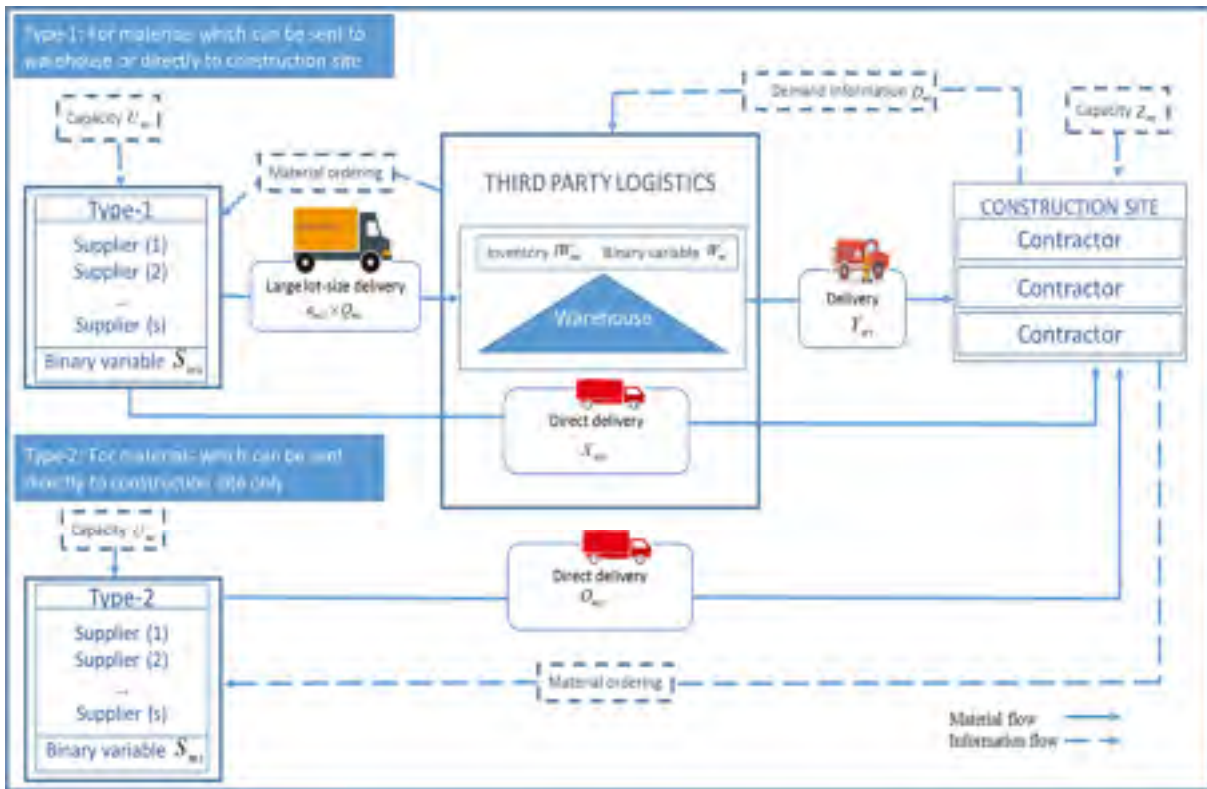 Type-1: For materials which can be sent to
warehouse or directly to construction site
Capacity
Demand information
Capacity
Material ordering
THIRD PARTY LOGISTICS
Type-1
Supplier (1)
Supplier (2)
...
Supplier (s)
Binary variable
Large lot-size delivery
Inventory
Binary variable
Warehouse
Delivery
CONSTRUCTION SITE
Contractor
Contractor
Contractor
Direct delivery
Type-2: For materials which can be sent
directly to construction site only
Capacity
Direct delivery
Type-2
Supplier (1)
Supplier (2)
...
Supplier (s)
Binary variable
Material ordering
Material flow
Information flow